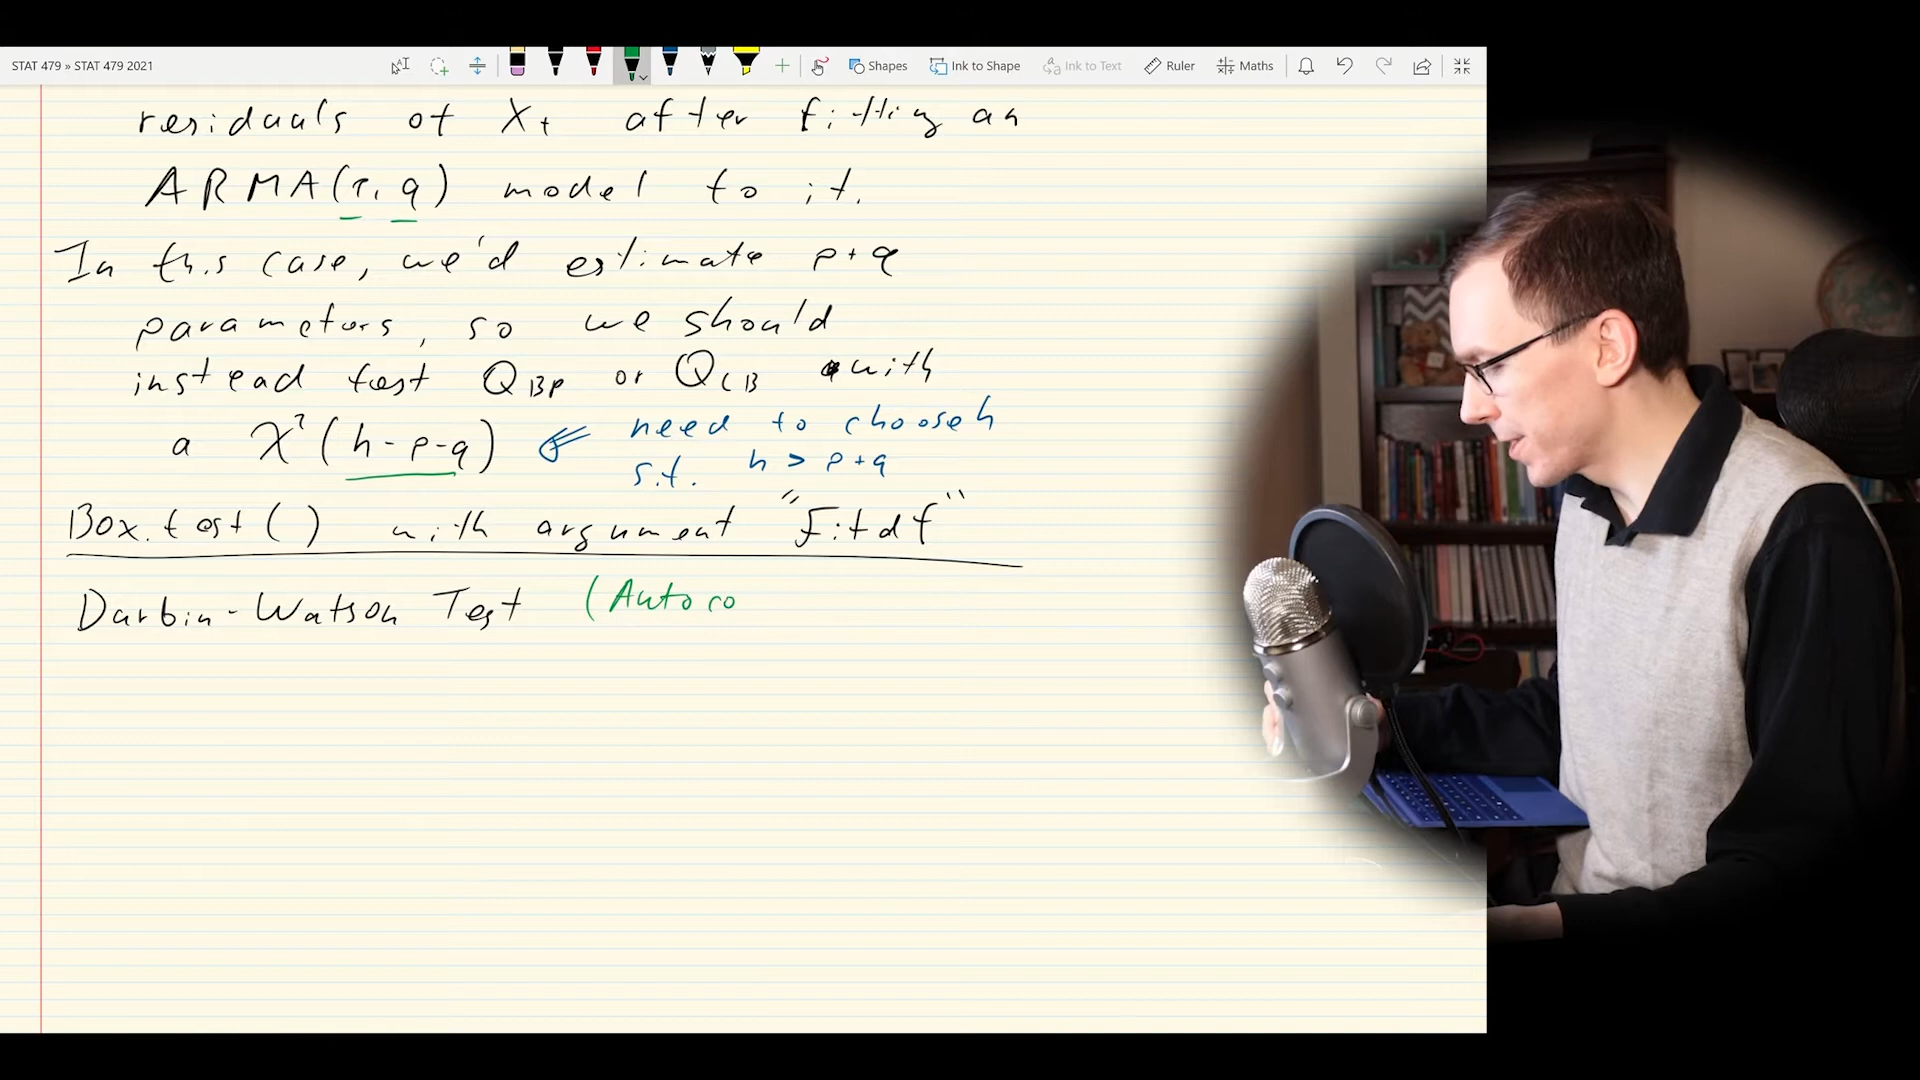 STAT 479 » STAT 479 2021
Shapes Ink to Shape Ink to Text Ruler Maths
residuals of Xt after fitting an
ARMA(p, q) model to it.
In this case, we'd estimate p+q
parameters, so we should
instead test Q_BP or Q_LB with
a χ²(h-p-q) need to choose h
s.t. h > p+q
Box.test() with argument "Fitdf"
Durbin-Watson Test (Autoco